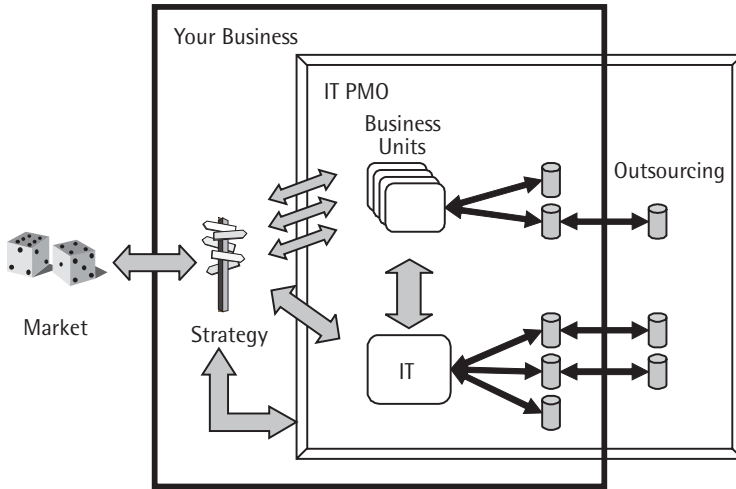 Your Business
IT PMO
Business
Units
Outsourcing
Market
Strategy
IT